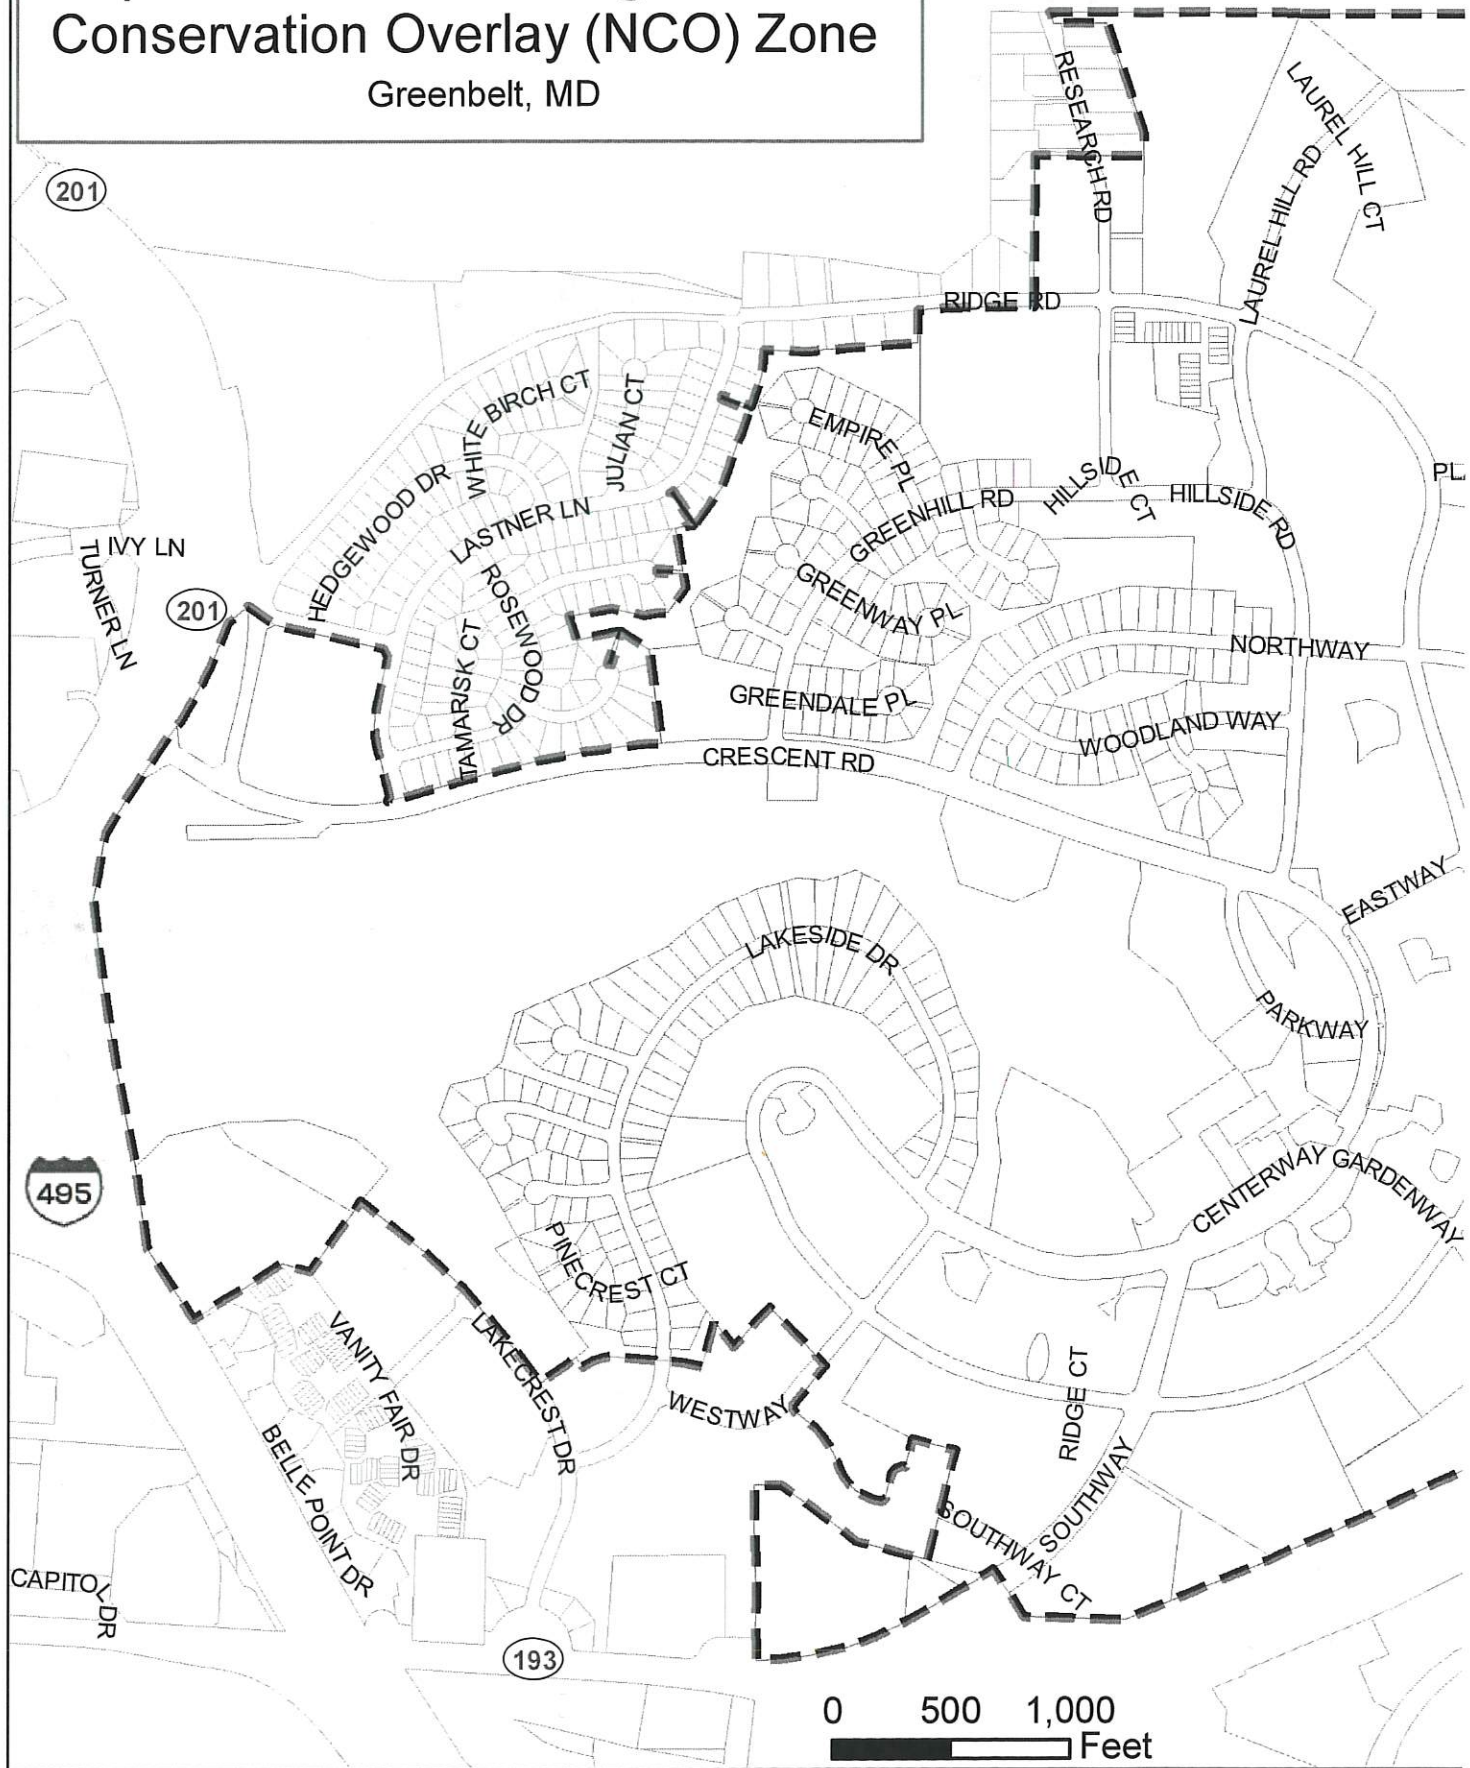 Conservation Overlay (NCO) Zone
Greenbelt, MD
RESEARCH RD
LAUREL HILL CT
LAUREL HILL RD
201
RIDGE RD
WHITE BIRCH CT
JULIAN CT
EMPIRE PL
HEDGEWOOD DR
LASTNER LN
GREENHILL RD
HILLSIDE CT
HILLSIDE RD
PL
IVY LN
TURNER LN
201
ROSEWOOD DR
TAMARISK CT
GREENWAY PL
NORTHWAY
GREENDALE PL
WOODLAND WAY
CRESCENT RD
EASTWAY
LAKESIDE DR
PARKWAY
495
CENTERWAY
GARDENWAY
PINECREST CT
VANITY FAIR DR
LAKECREST DR
RIDGE CT
WESTWAY
BELLE POINT DR
SOUTHWAY
SOUTHWAY CT
CAPITOL DR
193
0 500 1,000
Feet